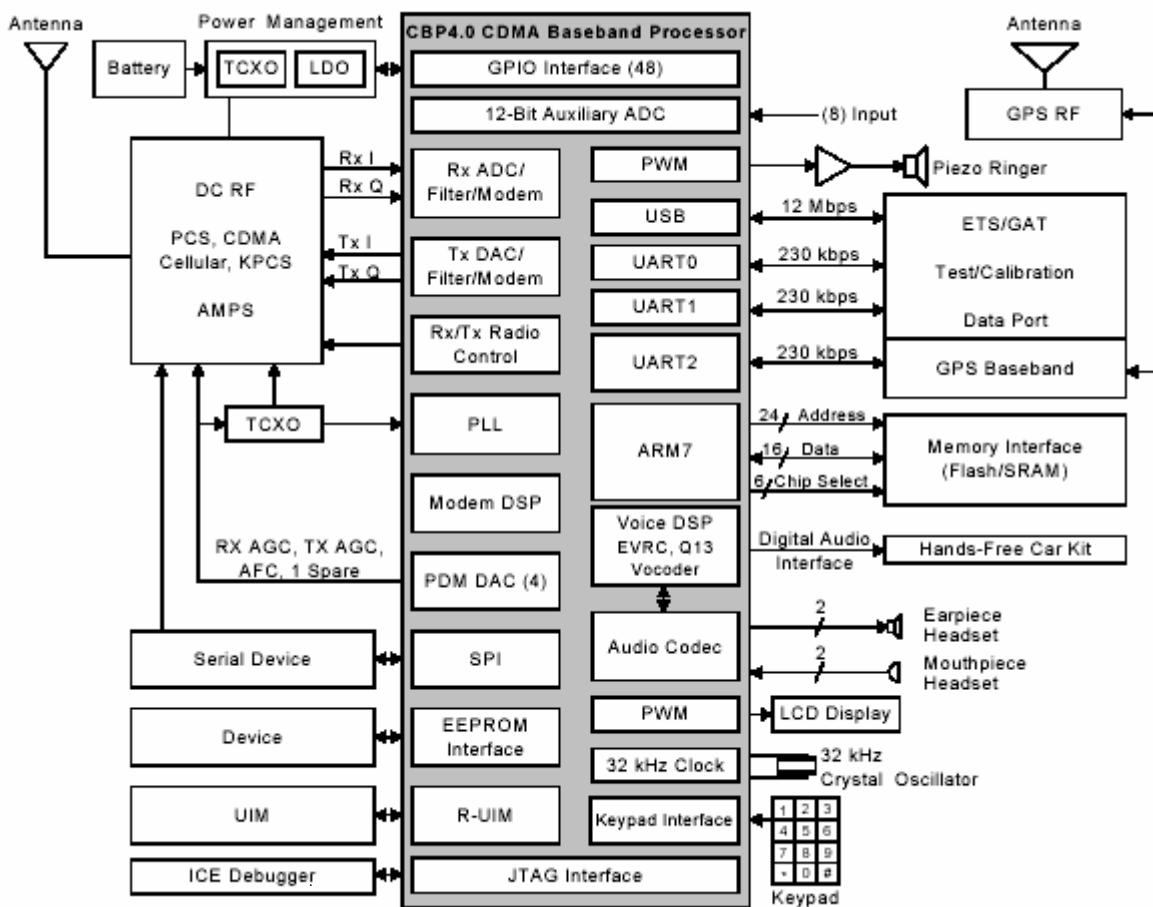 Antenna
Power Management
CBP4.0 CDMA Baseband Processor
Antenna
Battery
TCXO
LDO
GPIO Interface (48)
12-Bit Auxiliary ADC
(8) Input
GPS RF
DC RF
PCS, CDMA
Cellular, KPCS
AMPS
Rx I
Rx Q
Tx I
Tx Q
Rx ADC/
Filter/Modem
Tx DAC/
Filter/Modem
Rx/Tx Radio
Control
TCXO
PLL
Modem DSP
RX AGC, TX AGC,
AFC, 1 Spare
PDM DAC (4)
Serial Device
SPI
Device
EEPROM
Interface
UIM
R-UIM
ICE Debugger
JTAG Interface
PWM
Piezo Ringer
USB
12 Mbps
UART0
230 kbps
UART1
230 kbps
UART2
230 kbps
ETS/GAT
Test/Calibration
Data Port
GPS Baseband
ARM7
24 Address
16 Data
6 Chip Select
Memory Interface
(Flash/SRAM)
Voice DSP
EVRC, Q13
Vocoder
Digital Audio
Interface
Hands-Free Car Kit
Audio Codec
2
Earpiece
Headset
2
Mouthpiece
Headset
PWM
LCD Display
32 kHz Clock
32 kHz
Crystal Oscillator
Keypad Interface
1 2 3
4 5 6
7 8 9
* 0 #
Keypad